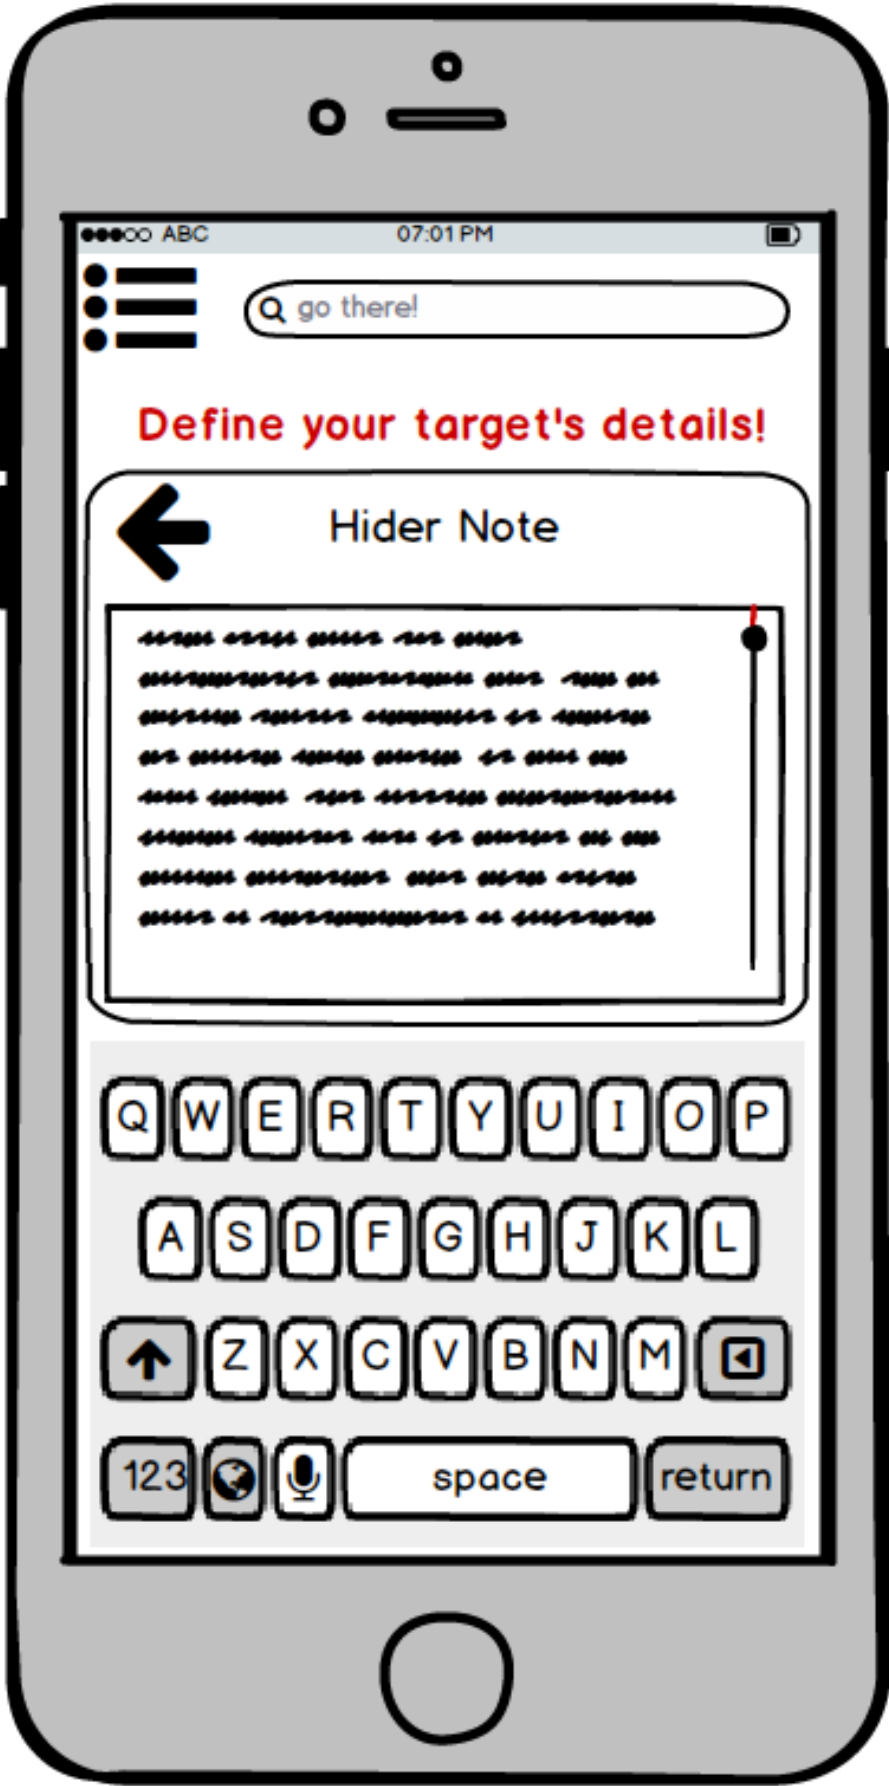 ABC 07:01 PM
go there!
Define your target's details!
Hider Note
Q W E R T Y U I O P
A S D F G H J K L
Z X C V B N M
123 space return